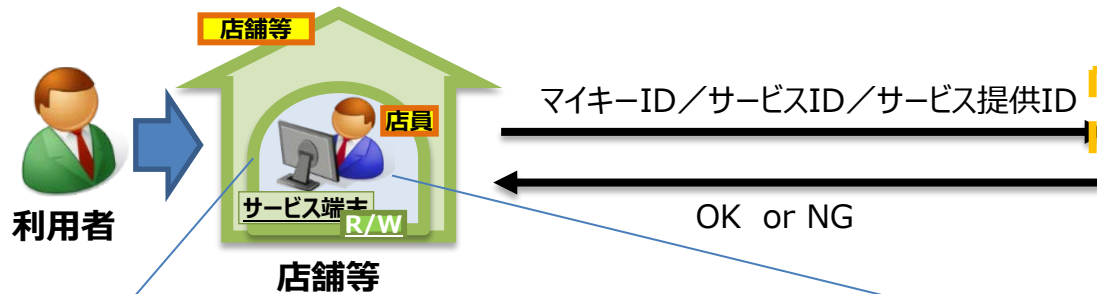 店舗等
マイキーID/サービスID/サービス提供ID
店員
サービス端末
R/W
OK or NG
利用者
店舗等